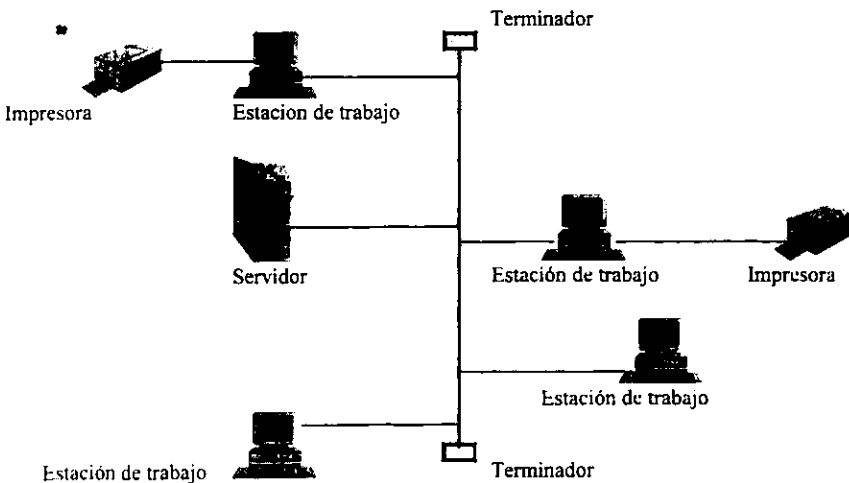 Terminador
Impresora
Estacion de trabajo
Servidor
Estación de trabajo
Impresora
Estación de trabajo
Estación de trabajo
Terminador